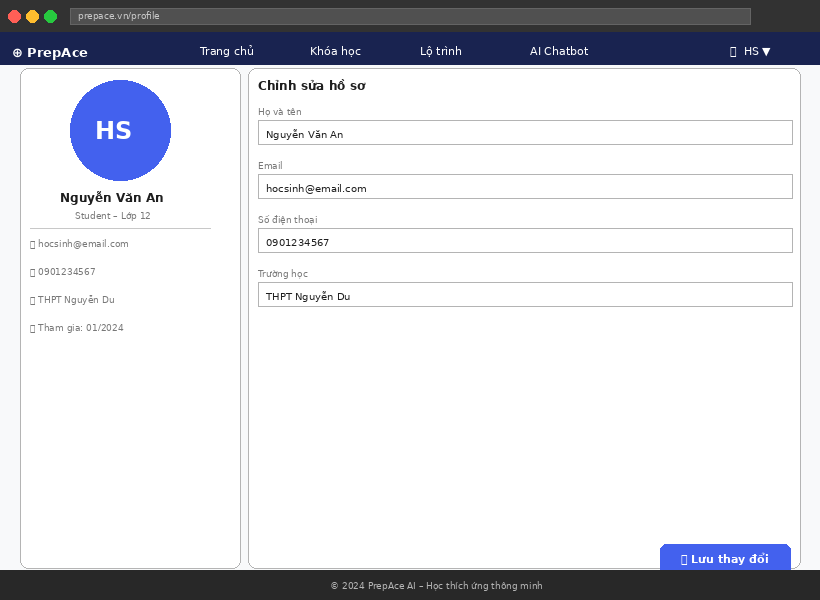 prepace.vn/profile
⊕ PrepAce Trang chủ Khóa học Lộ trình AI Chatbot HS ▼
HS
Nguyễn Văn An
Student – Lớp 12
hocsinh@email.com
0901234567
THPT Nguyễn Du
Tham gia: 01/2024
Chỉnh sửa hồ sơ
Họ và tên
Nguyễn Văn An
Email
hocsinh@email.com
Số điện thoại
0901234567
Trường học
THPT Nguyễn Du
Lưu thay đổi
© 2024 PrepAce AI – Học thích ứng thông minh